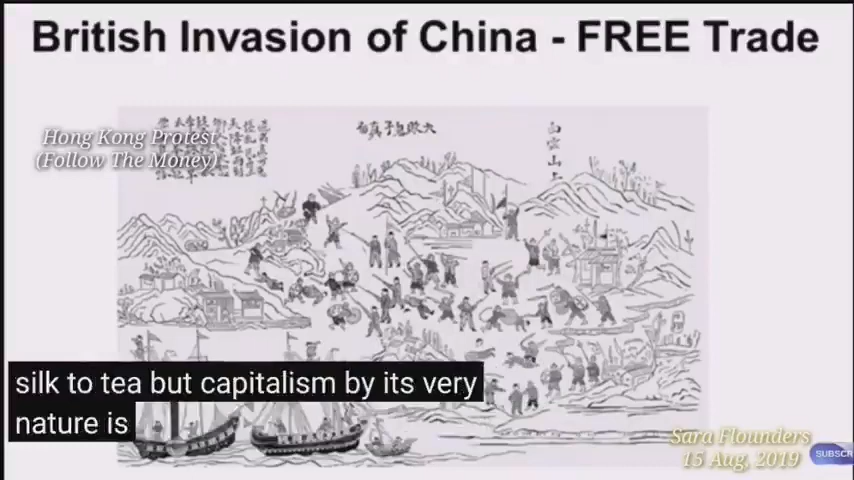 British Invasion of China - FREE Trade
Hong Kong Protest
(Follow The Money)
silk to tea but capitalism by its very
nature is
Sara Flounders
15 Aug, 2019
SUBSCR